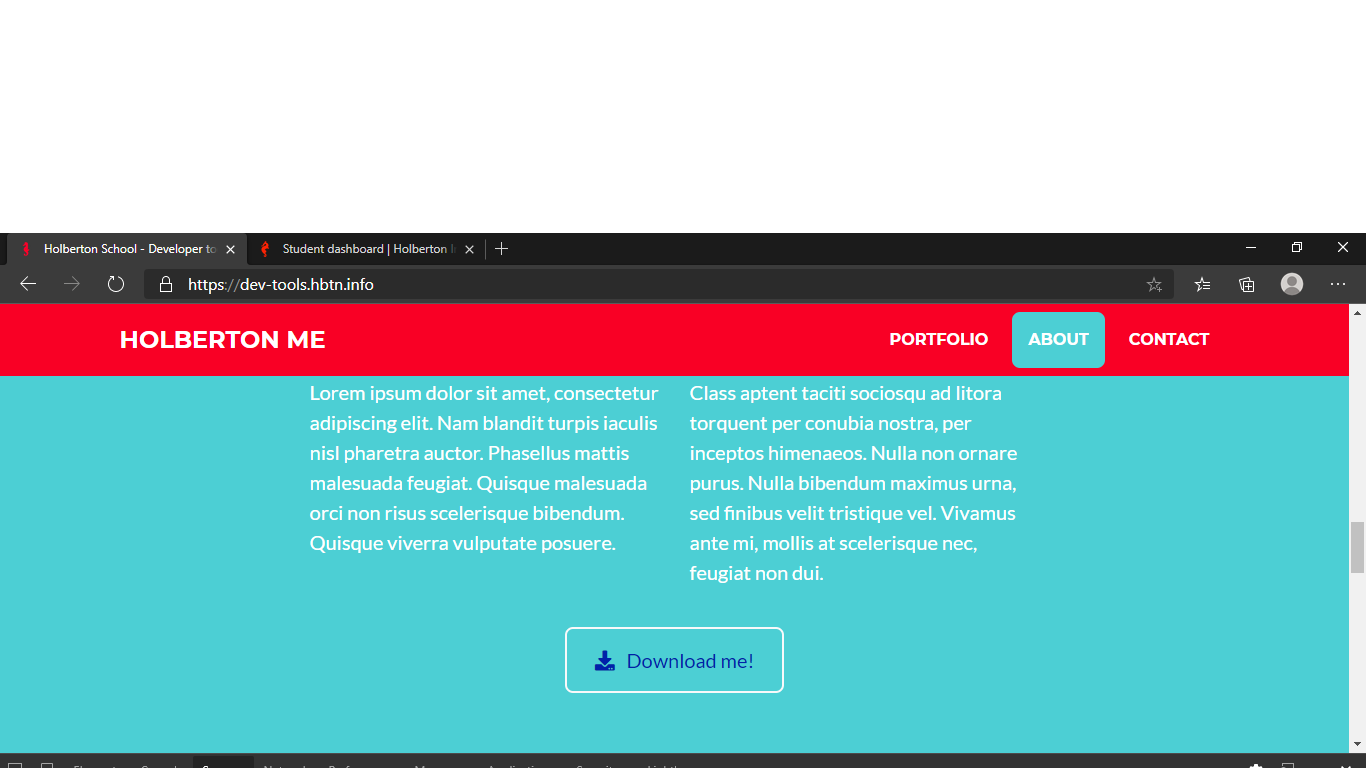 Holberton School - Developer to
Student dashboard | Holberton I
https://dev-tools.hbtn.info
HOLBERTON ME
PORTFOLIO
ABOUT
CONTACT
Lorem ipsum dolor sit amet, consectetur
adipiscing elit. Nam blandit turpis iaculis
nisl pharetra auctor. Phasellus mattis
malesuada feugiat. Quisque malesuada
orci non risus scelerisque bibendum.
Quisque viverra vulputate posuere.
Class aptent taciti sociosqu ad litora
torquent per conubia nostra, per
inceptos himenaeos. Nulla non ornare
purus. Nulla bibendum maximus urna,
sed finibus velit tristique vel. Vivamus
ante mi, mollis at scelerisque nec,
feugiat non dui.
Download me!